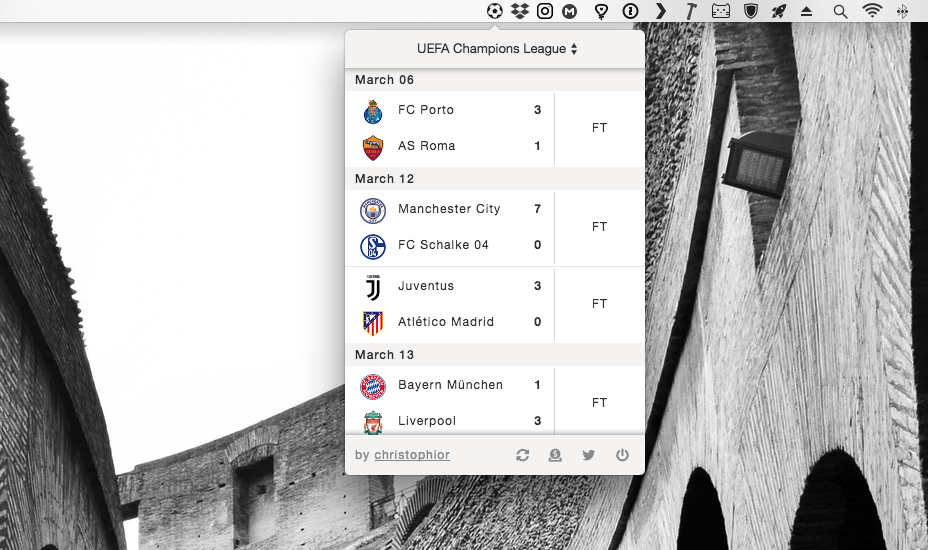 UEFA Champions League
March 06
FC Porto 3
FT
AS Roma 1
March 12
Manchester City 7
FT
FC Schalke 04 0
Juventus 3
FT
Atlético Madrid 0
March 13
Bayern München 1
FT
Liverpool 3
by christophior